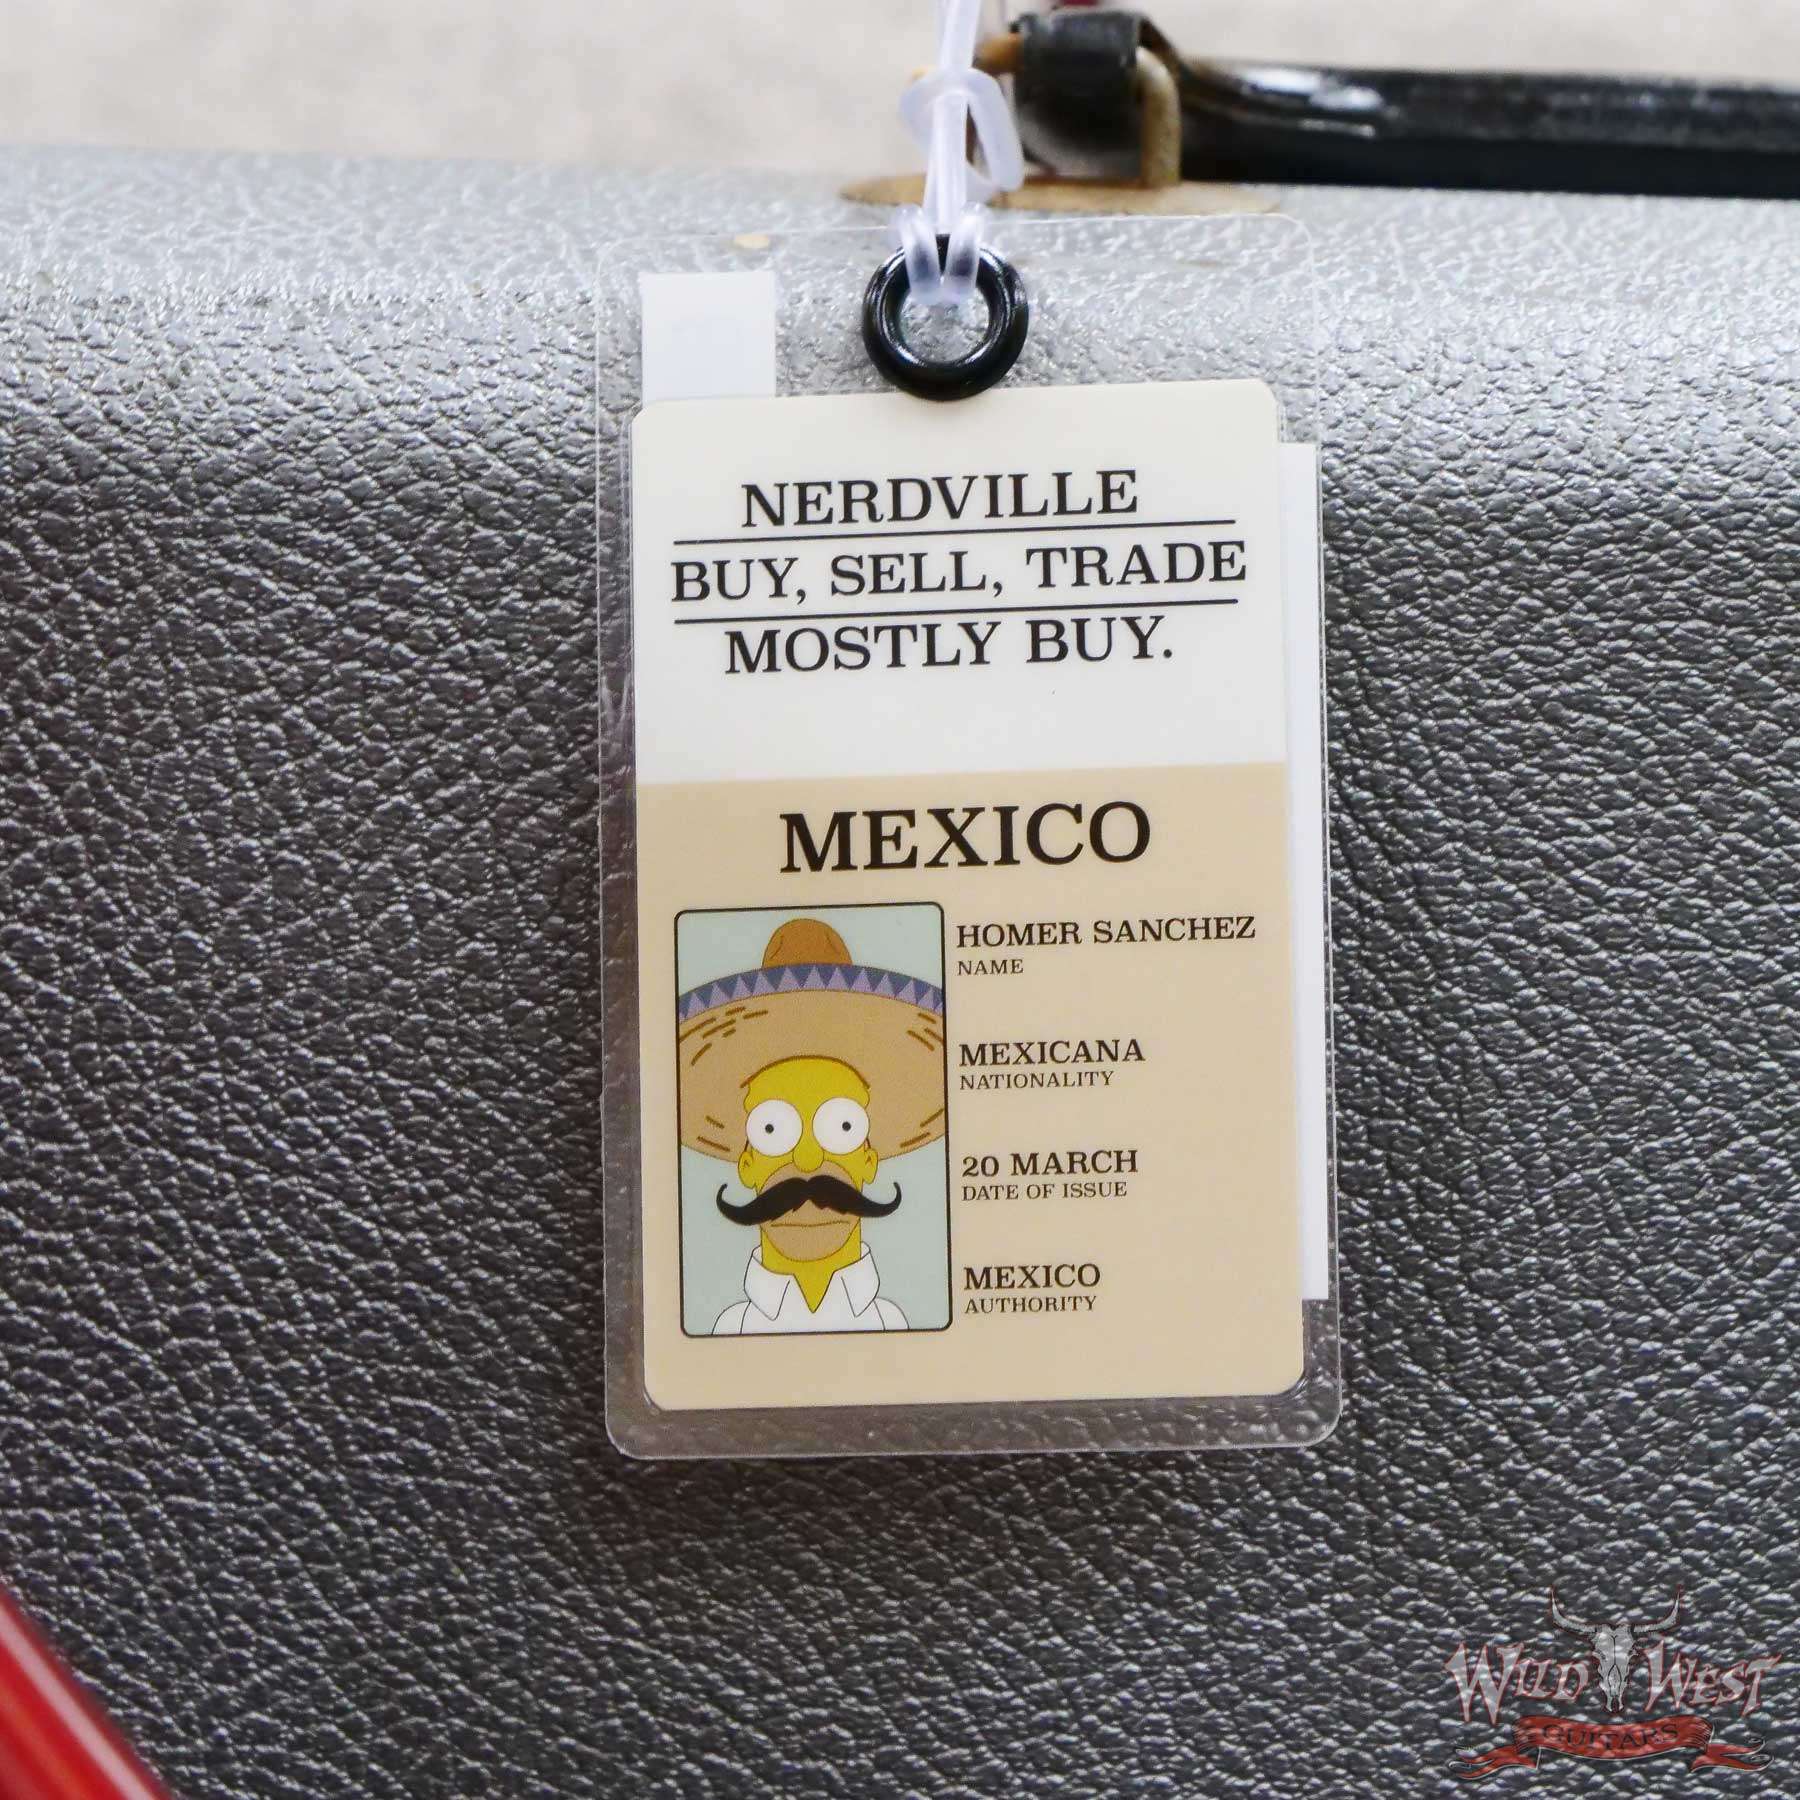 NERDVILLE
BUY, SELL, TRADE
MOSTLY BUY.
MEXICO
HOMER SANCHEZ
NAME
MEXICANA
NATIONALITY
20 MARCH
DATE OF ISSUE
MEXICO
AUTHORITY
WILD WEST
GUITARS